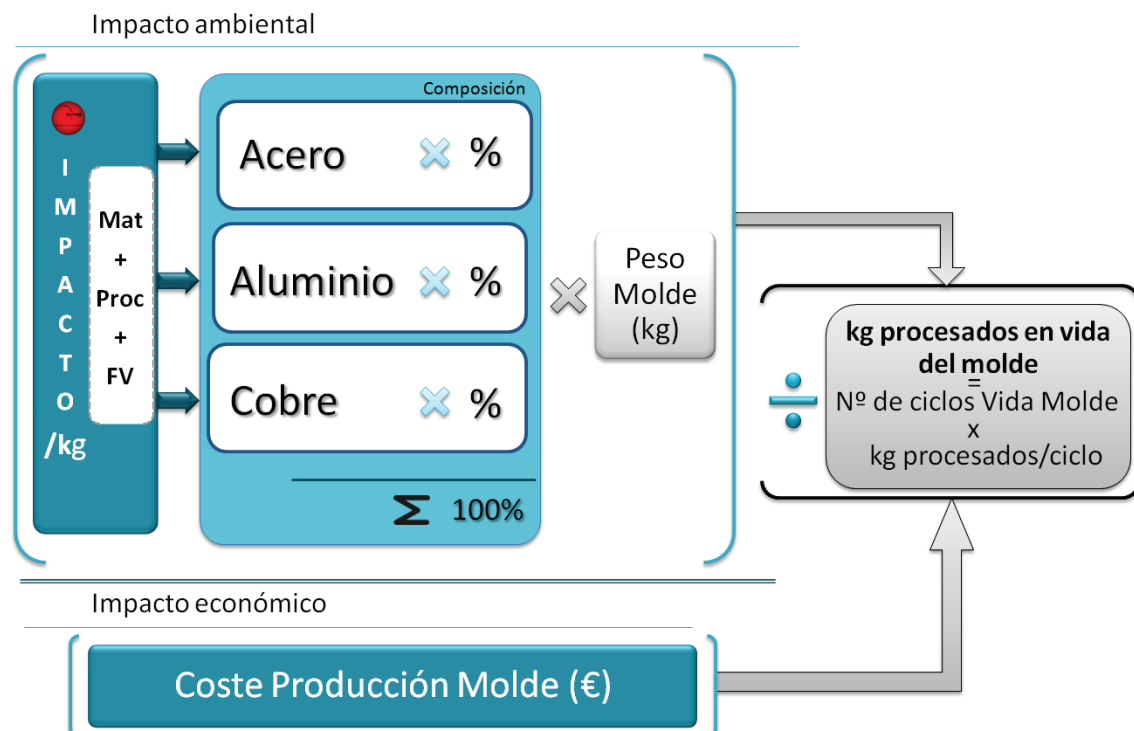 Impacto ambiental
IMPACTO
/kg
Mat
+
Proc
+
FV
Composición
Acero × %
Aluminio × %
Cobre × %
Σ 100%
×
Peso
Molde
(kg)
÷
kg procesados en vida
del molde
=
Nº de ciclos Vida Molde
x
kg procesados/ciclo
Impacto económico
Coste Producción Molde (€)